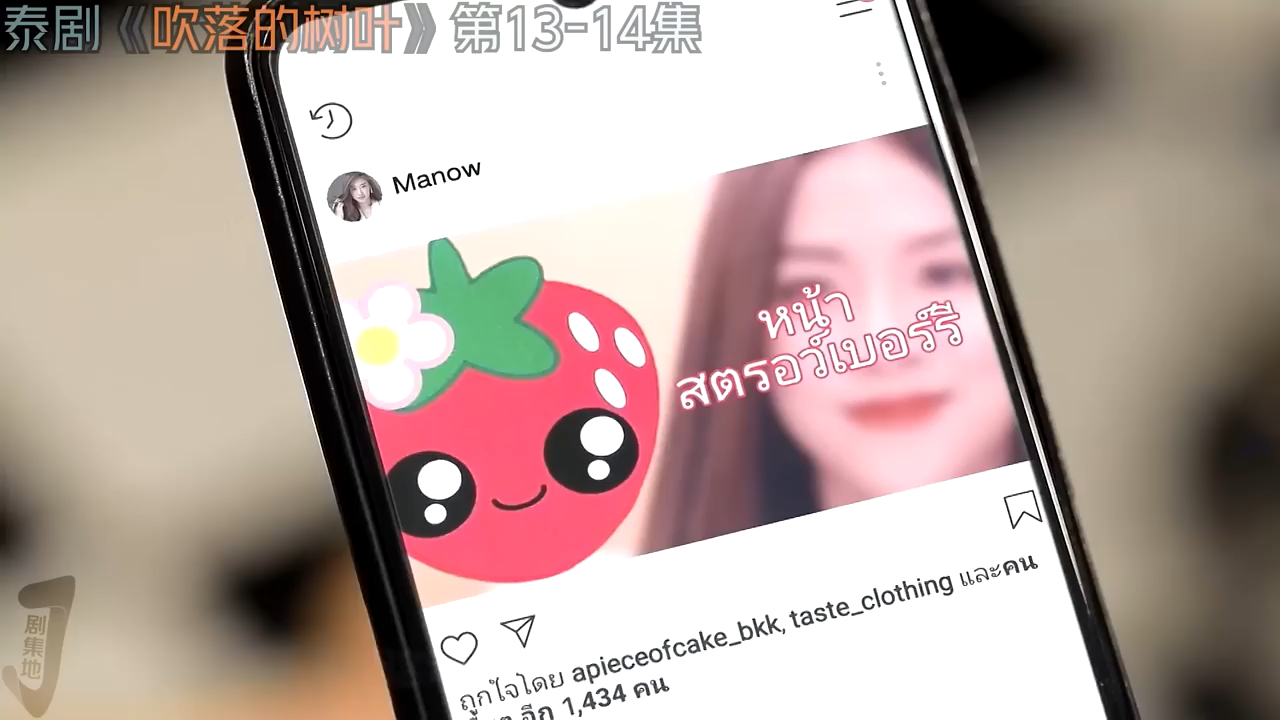 泰剧《吹落的树叶》第13-14集
Manow
หน้า
สตรอว์เบอร์รี
ถูกใจโดย apieceofcake_bkk, taste_clothing และคน
อีก 1,434 คน
剧集地